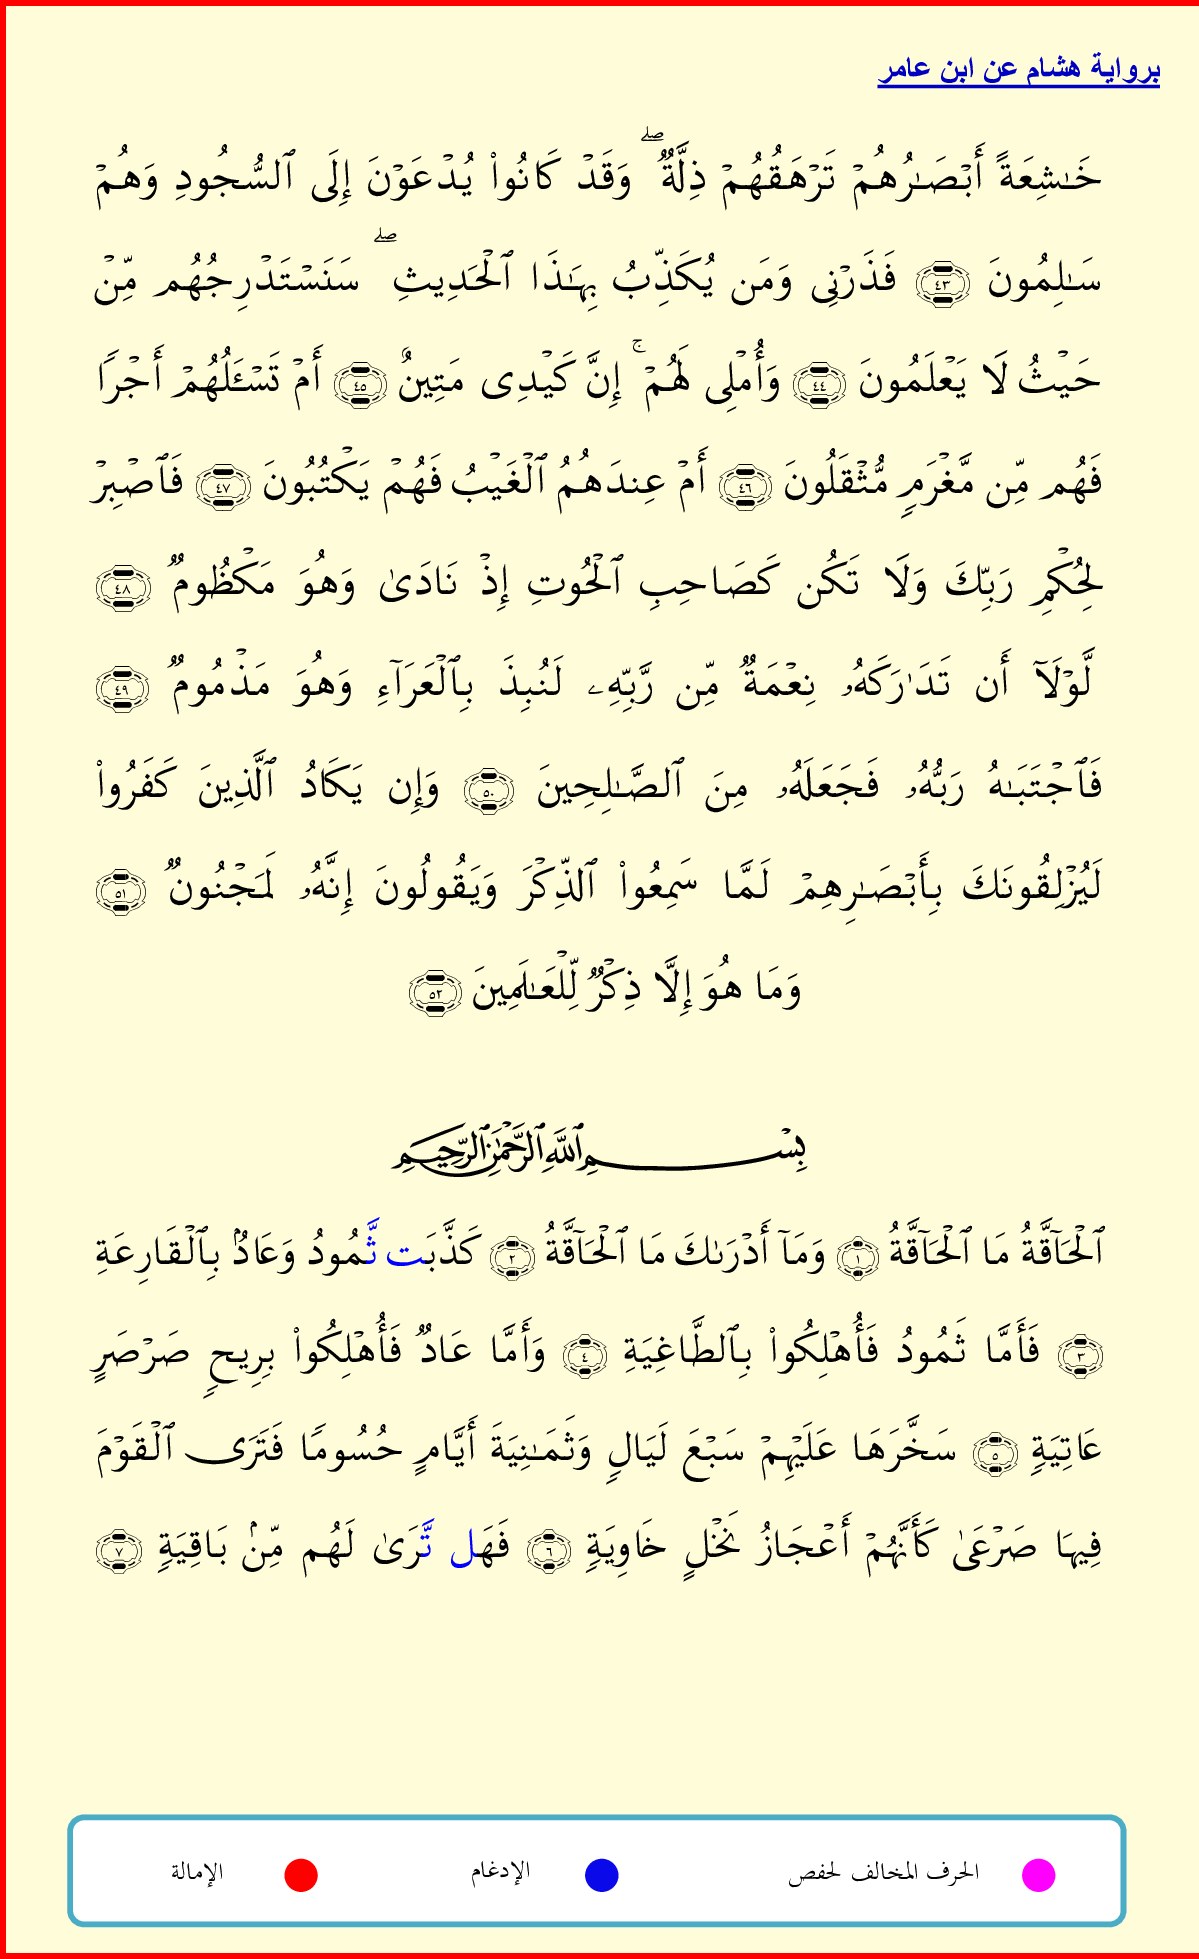 برواية هشام عن ابن عامر
خَٰشِعَةً أَبْصَٰرُهُمْ تَرْهَقُهُمْ ذِلَّةٌۖ وَقَدْ كَانُوا۟ يُدْعَوْنَ إِلَى ٱلسُّجُودِ وَهُمْ
سَٰلِمُونَ ٤٣ فَذَرْنِى وَمَن يُكَذِّبُ بِهَٰذَا ٱلْحَدِيثِۖ سَنَسْتَدْرِجُهُم مِّنْ
حَيْثُ لَا يَعْلَمُونَ ٤٤ وَأُمْلِى لَهُمْۚ إِنَّ كَيْدِى مَتِينٌ ٤٥ أَمْ تَسْـَٔلُهُمْ أَجْرًا
فَهُم مِّن مَّغْرَمٍ مُّثْقَلُونَ ٤٦ أَمْ عِندَهُمُ ٱلْغَيْبُ فَهُمْ يَكْتُبُونَ ٤٧ فَٱصْبِرْ
لِحُكْمِ رَبِّكَ وَلَا تَكُن كَصَاحِبِ ٱلْحُوتِ إِذْ نَادَىٰ وَهُوَ مَكْظُومٌ ٤٨
لَّوْلَآ أَن تَدَٰرَكَهُۥ نِعْمَةٌ مِّن رَّبِّهِۦ لَنُبِذَ بِٱلْعَرَآءِ وَهُوَ مَذْمُومٌ ٤٩
فَٱجْتَبَٰهُ رَبُّهُۥ فَجَعَلَهُۥ مِنَ ٱلصَّٰلِحِينَ ٥٠ وَإِن يَكَادُ ٱلَّذِينَ كَفَرُوا۟
لَيُزْلِقُونَكَ بِأَبْصَٰرِهِمْ لَمَّا سَمِعُوا۟ ٱلذِّكْرَ وَيَقُولُونَ إِنَّهُۥ لَمَجْنُونٌ ٥١
وَمَا هُوَ إِلَّا ذِكْرٌ لِّلْعَٰلَمِينَ ٥٢
بِسْمِ ٱللَّهِ ٱلرَّحْمَٰنِ ٱلرَّحِيمِ
ٱلْحَآقَّةُ مَا ٱلْحَآقَّةُ ١ وَمَآ أَدْرَىٰكَ مَا ٱلْحَآقَّةُ ٢ كَذَّبَت ثَّمُودُ وَعَادُۢ بِٱلْقَارِعَةِ
٣ فَأَمَّا ثَمُودُ فَأُهْلِكُوا۟ بِٱلطَّاغِيَةِ ٤ وَأَمَّا عَادٌ فَأُهْلِكُوا۟ بِرِيحٍ صَرْصَرٍ
عَاتِيَةٍ ٥ سَخَّرَهَا عَلَيْهِمْ سَبْعَ لَيَالٍ وَثَمَٰنِيَةَ أَيَّامٍ حُسُومًا فَتَرَى ٱلْقَوْمَ
فِيهَا صَرْعَىٰ كَأَنَّهُمْ أَعْجَازُ نَخْلٍ خَاوِيَةٍ ٦ فَهَل تَّرَىٰ لَهُم مِّنۢ بَاقِيَةٍ ٧
الحرف المخالف لحفص الإدغام الإمالة